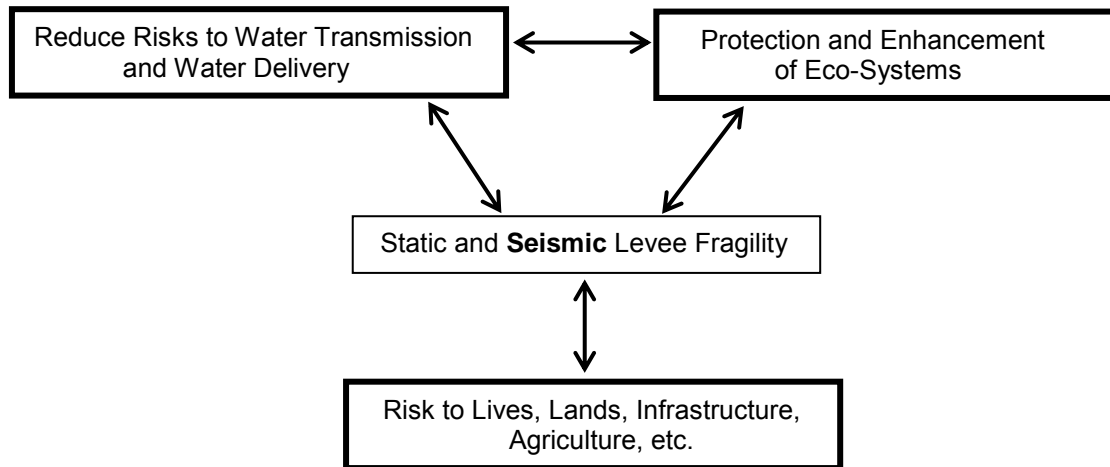 Reduce Risks to Water Transmission
and Water Delivery
Protection and Enhancement
of Eco-Systems
Static and Seismic Levee Fragility
Risk to Lives, Lands, Infrastructure,
Agriculture, etc.